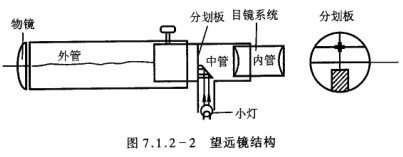 物镜
外管
分划板
目镜系统
中管
内管
小灯
分划板
图 7.1.2-2 望远镜结构